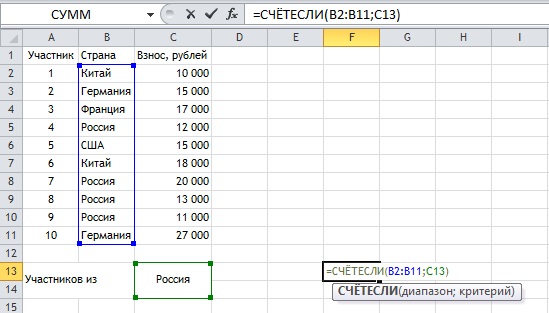 СУММ =СЧЁТЕСЛИ(B2:B11;C13)
A B C D E F G H
1 Участник Страна Взнос, рублей
2 1 Китай 10 000
3 2 Германия 15 000
4 3 Франция 17 000
5 4 Россия 12 000
6 5 США 15 000
7 6 Китай 18 000
8 7 Россия 20 000
9 8 Россия 13 000
10 9 Россия 11 000
11 10 Германия 27 000
12
13 Участников из Россия =СЧЁТЕСЛИ(B2:B11;C13)
14 СЧЁТЕСЛИ(диапазон; критерий)
15